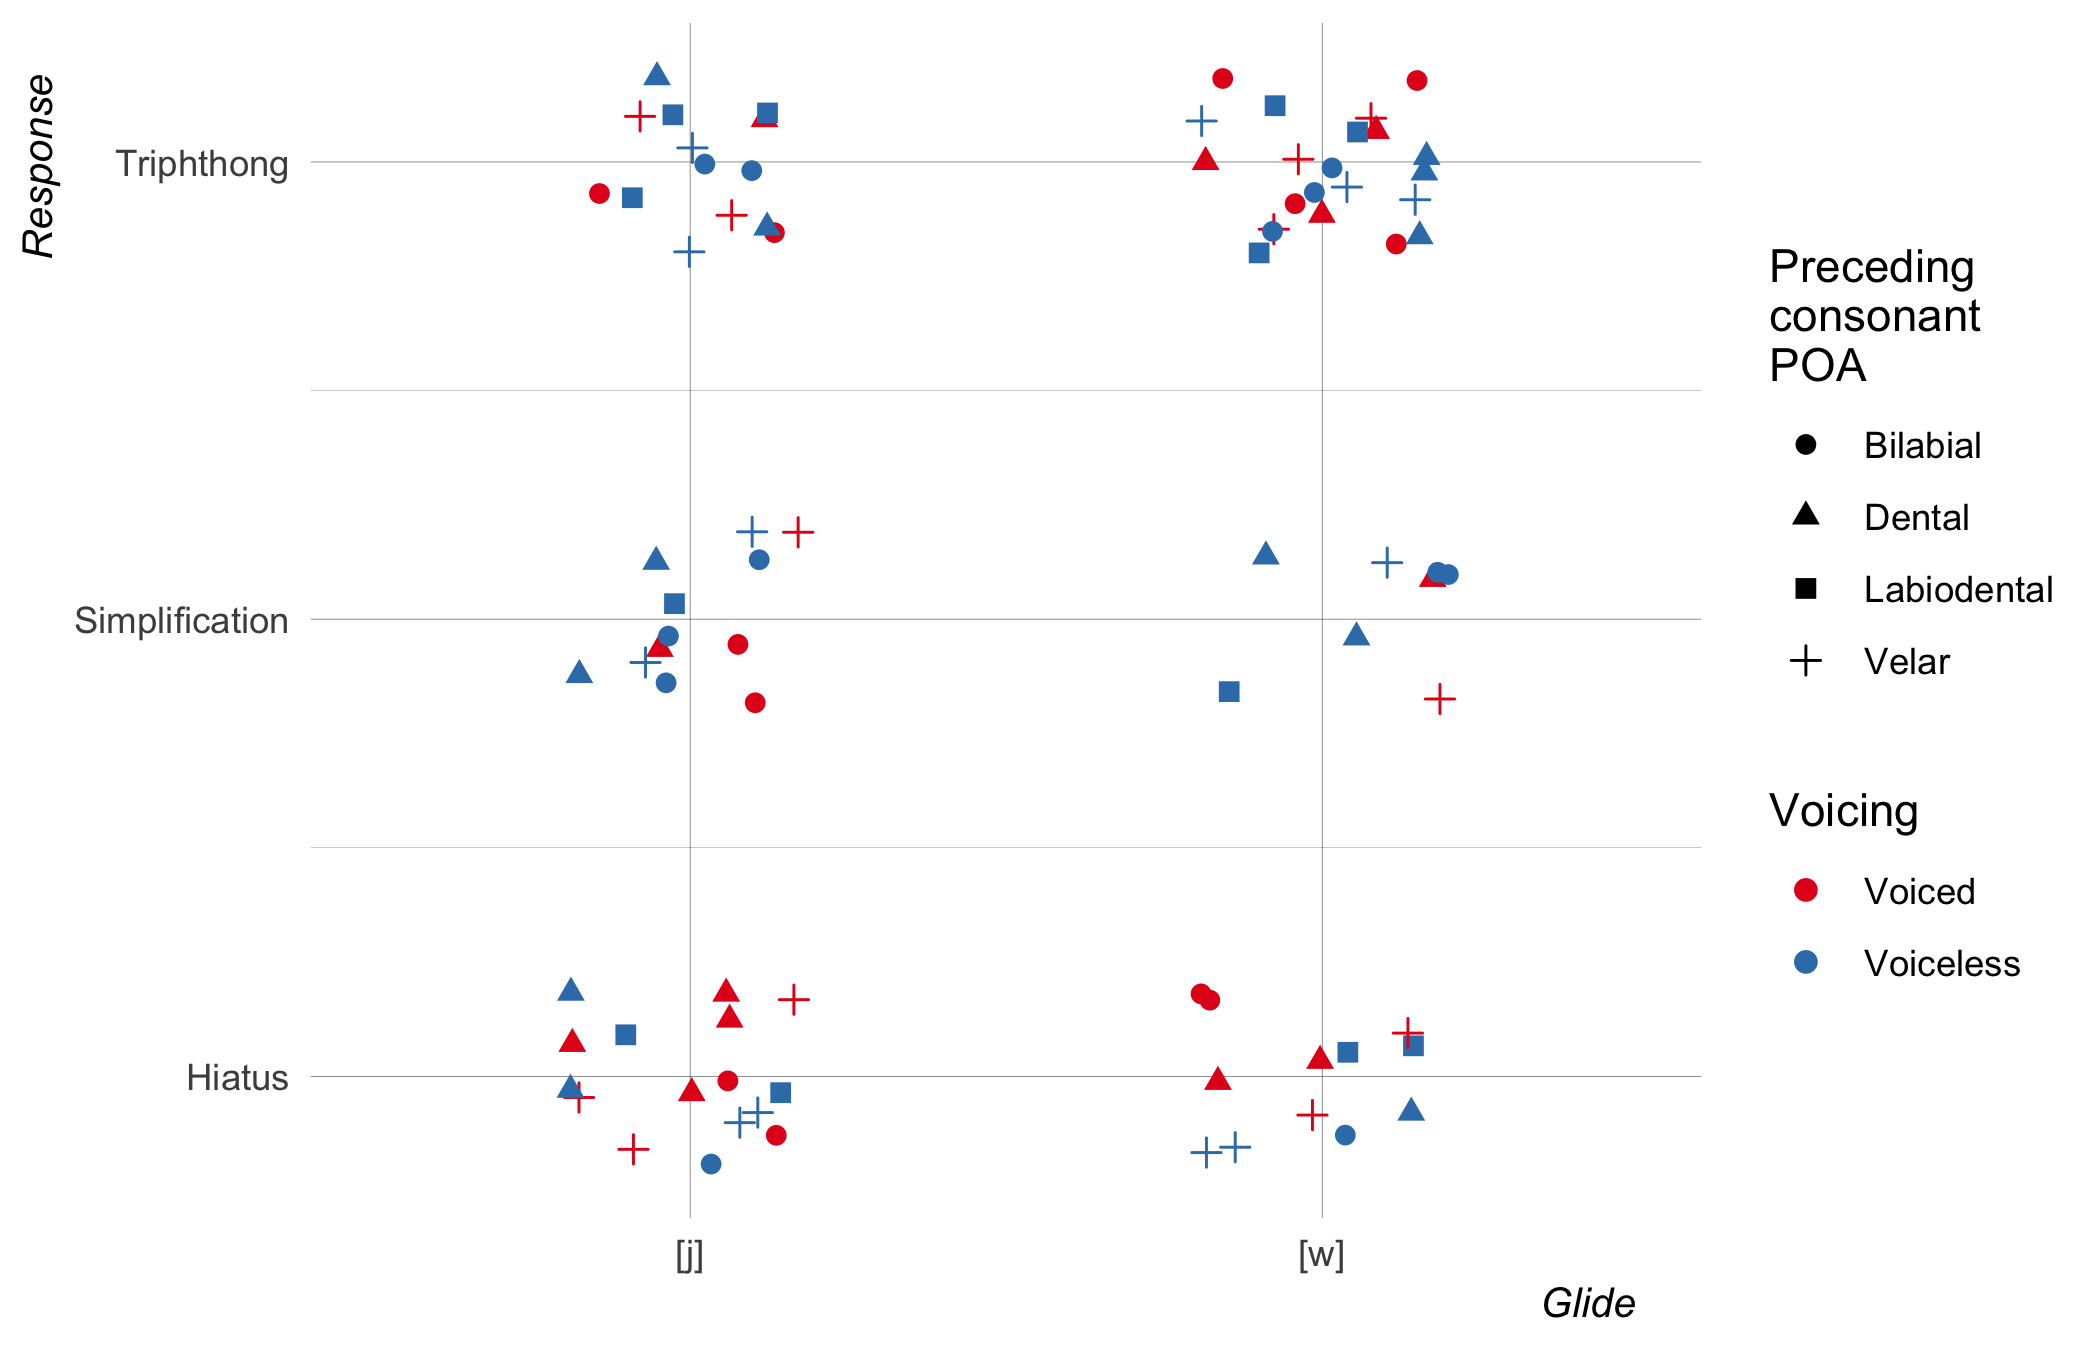 Response
Triphthong
Simplification
Hiatus
[j]
[w]
Glide
Preceding
consonant
POA
Bilabial
Dental
Labiodental
Velar
Voicing
Voiced
Voiceless